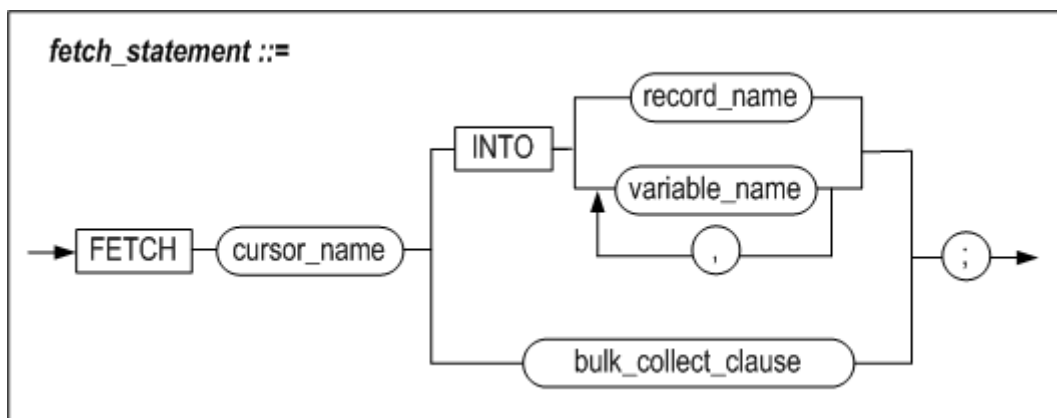 fetch_statement ::=
record_name
INTO
variable_name
FETCH cursor_name , ;
bulk_collect_clause